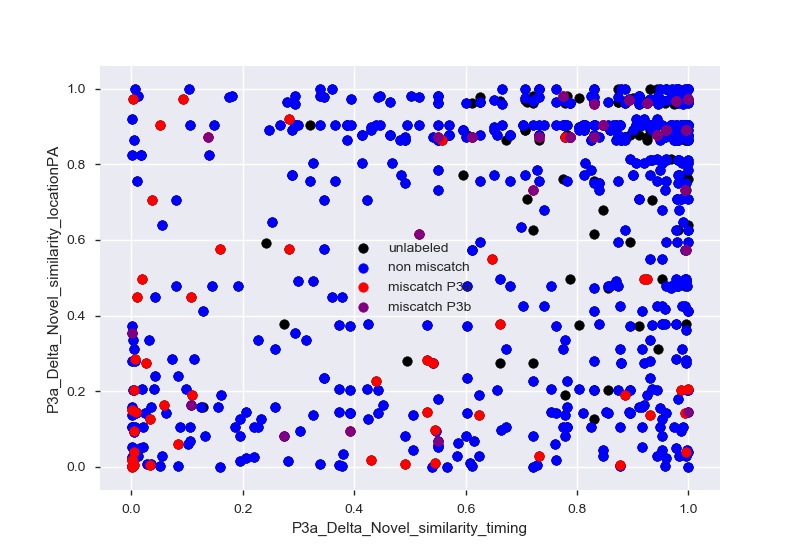 1.0
0.8
0.6
0.4
0.2
0.0
P3a_Delta_Novel_similarity_locationPA
unlabeled
non miscatch
miscatch P3a
miscatch P3b
0.0 0.2 0.4 0.6 0.8 1.0
P3a_Delta_Novel_similarity_timing